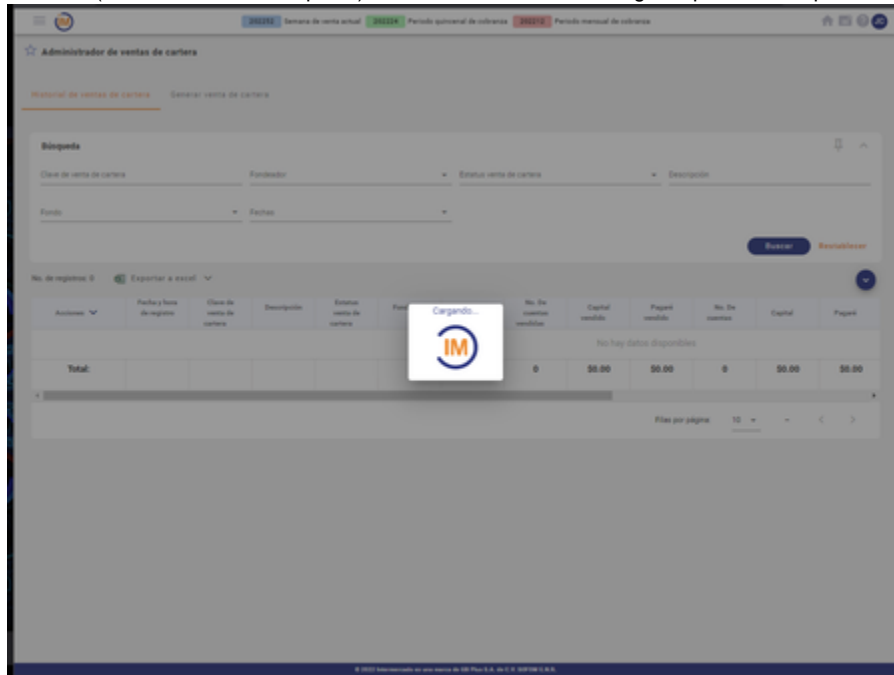 202252 Semana de venta actual 202224 Periodo quincenal de cobranza 202212 Periodo mensual de cobranza
JC
Administrador de ventas de cartera
Historial de ventas de cartera Generar venta de cartera
Búsqueda
Clave de venta de cartera Fondeador Estatus venta de cartera Descripción
Fondo Fechas
Buscar Reestablecer
No. de registros: 0 Exportar a excel
Acciones Fecha y hora de registro Clave de venta de cartera Descripción Estatus venta de cartera No. De cuentas vendidas Capital vendido Pagaré vendido No. De cuentas Capital Pagaré
Cargando...
IM
No hay datos disponibles
Total: 0 $0.00 $0.00 0 $0.00 $0.00
Filas por página: 10